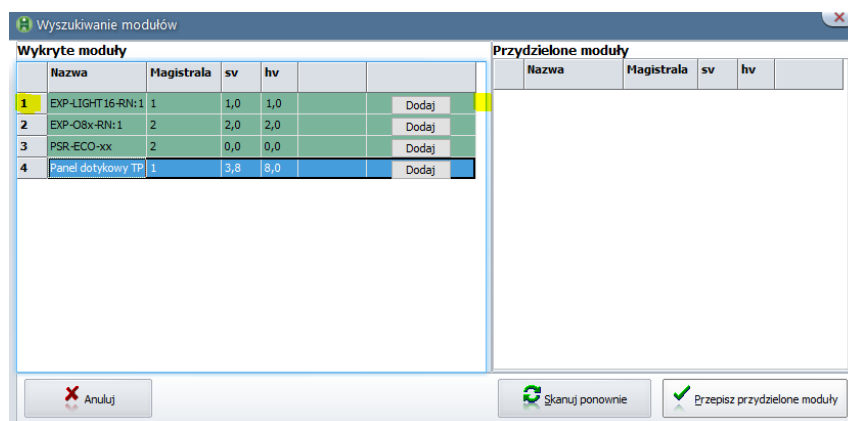 Wyszukiwanie modułów
Wykryte moduły
Nazwa Magistrala sv hv
1 EXP-LIGHT16-RN:1 1 1,0 1,0 Dodaj
2 EXP-O8x-RN:1 2 2,0 2,0 Dodaj
3 PSR-ECO-xx 2 0,0 0,0 Dodaj
4 Panel dotykowy TP 1 3,8 8,0 Dodaj
Przydzielone moduły
Nazwa Magistrala sv hv
Anuluj
Skanuj ponownie
Przepisz przydzielone moduły